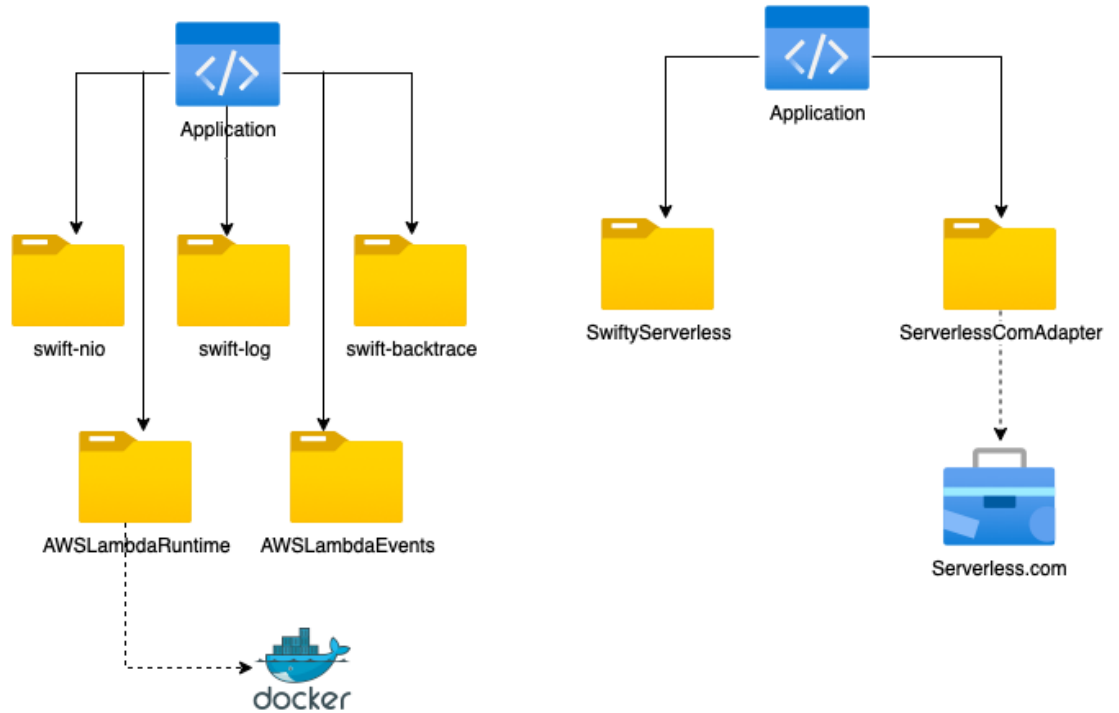 Application
Application
swift-nio
swift-log
swift-backtrace
SwiftyServerless
ServerlessComAdapter
AWSLambdaRuntime
AWSLambdaEvents
Serverless.com
docker